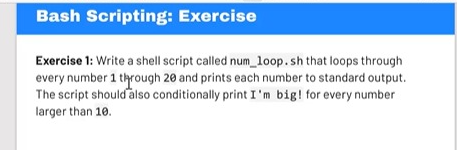 Bash Scripting: Exercise
Exercise 1: Write a shell script called num_loop.sh that loops through
every number 1 through 20 and prints each number to standard output.
The script should also conditionally print I'm big! for every number
larger than 10.